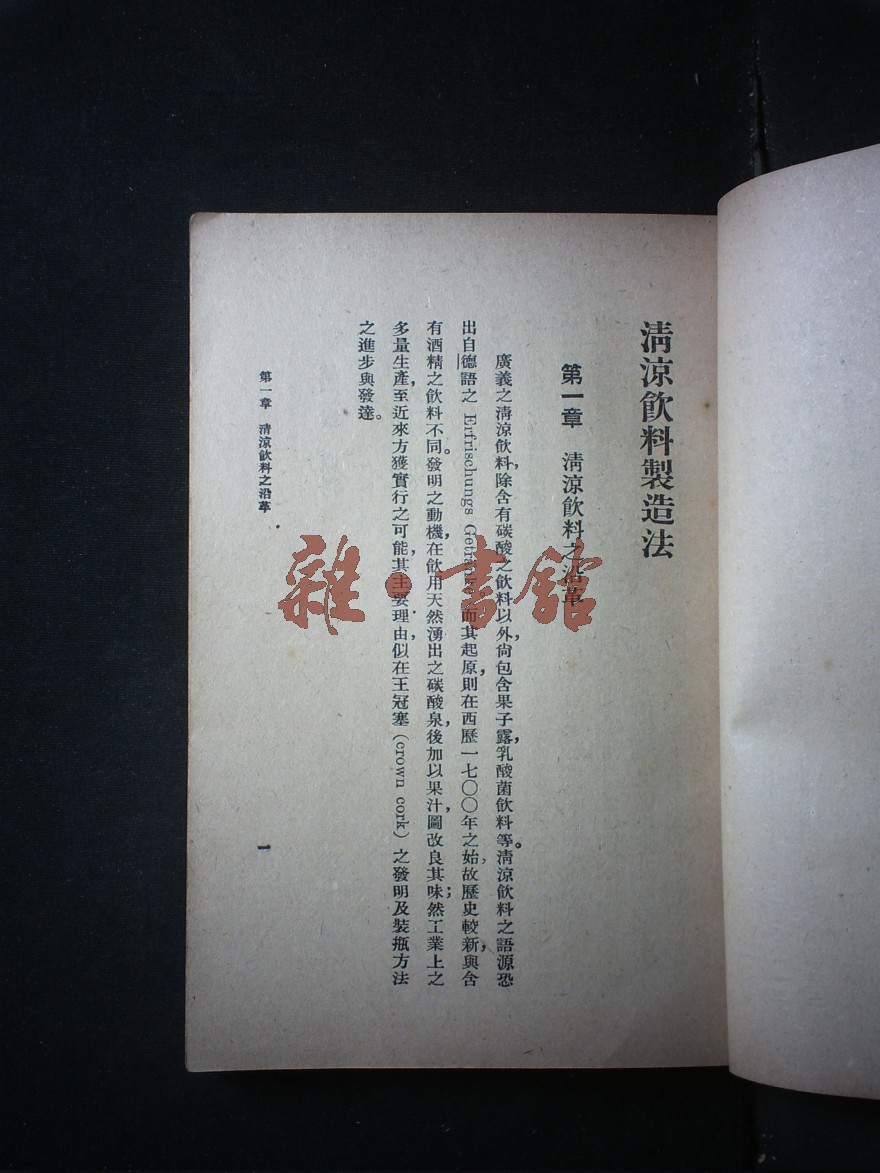 清涼飲料製造法
第一章　清涼飲料之沿革
廣義之清涼飲料，除含有碳酸之飲料以外，尚包含果子露，乳酸菌飲料等。清涼飲料之語源，恐
出自德語之 Erfrischungs Getränke 而其起原，則在西歷一七〇〇年之始，故歷史較新，與含
有酒精之飲料不同。發明之動機，在飲用天然湧出之碳酸泉後，加以果汁，圖改良其味；然工業上之
多量生產，至近來方獲實行之可能，其主要理由，似在王冠塞（crown cork）之發明及裝瓶方法
之進步與發達。
第一章　清涼飲料之沿革
一
雜·書館